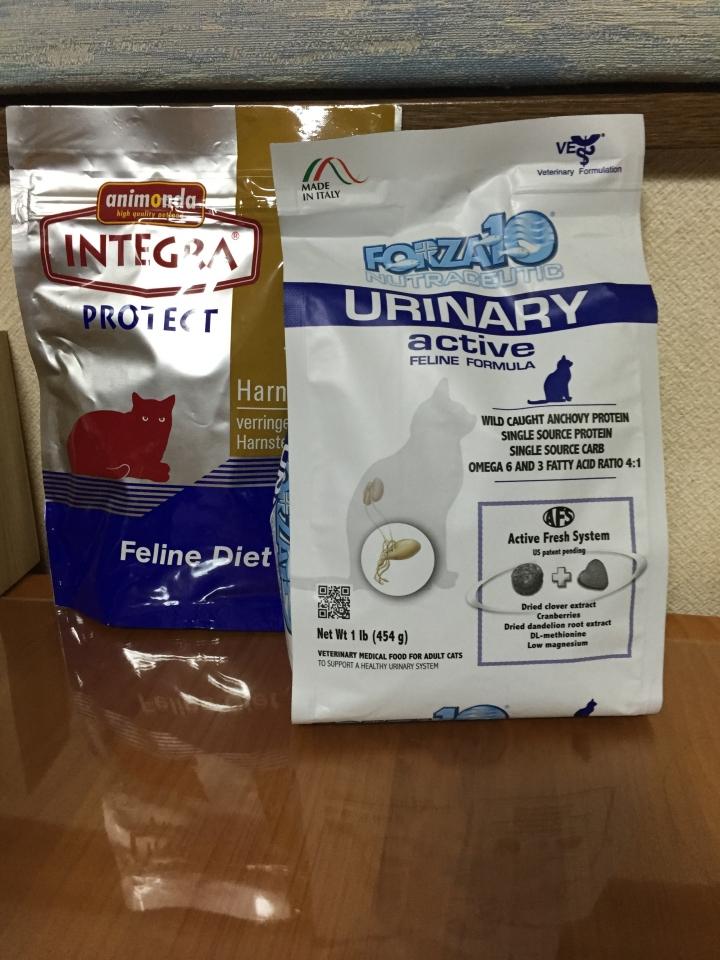 animonda
high quality petfood
INTEGRA®
PROTECT
Harn
verringe
Harnste
Feline Diet
MADE
IN ITALY
VET
Veterinary Formulation
FORZA10®
NUTRACEUTIC
URINARY
active
FELINE FORMULA
WILD CAUGHT ANCHOVY PROTEIN
SINGLE SOURCE PROTEIN
SINGLE SOURCE CARB
OMEGA 6 AND 3 FATTY ACID RATIO 4:1
AFS
Active Fresh System
US patent pending
Dried clover extract
Cranberries
Dried dandelion root extract
DL-methionine
Low magnesium
Net Wt 1 lb (454 g)
VETERINARY MEDICAL FOOD FOR ADULT CATS
TO SUPPORT A HEALTHY URINARY SYSTEM
10